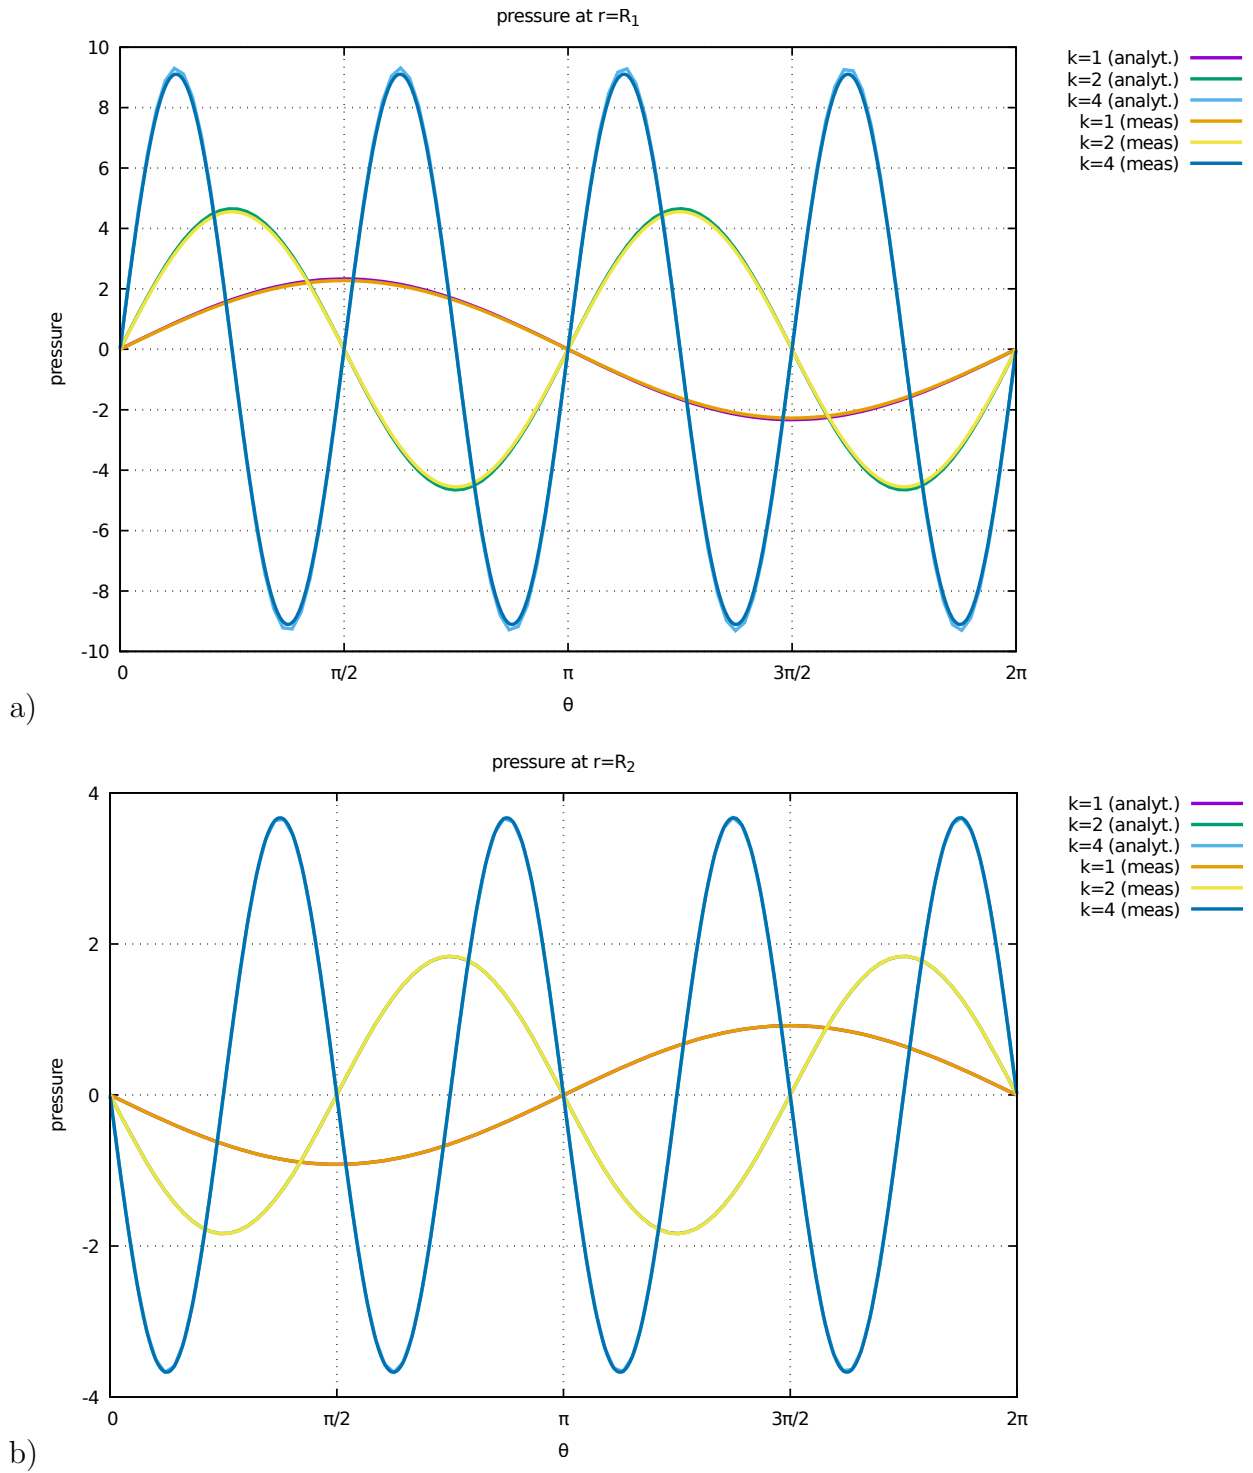 pressure at r=R₁
k=1 (analyt.)
k=2 (analyt.)
k=4 (analyt.)
k=1 (meas)
k=2 (meas)
k=4 (meas)
10
8
6
4
2
0
-2
-4
-6
-8
-10
pressure
0 π/2 π 3π/2 2π
θ
a)
pressure at r=R₂
k=1 (analyt.)
k=2 (analyt.)
k=4 (analyt.)
k=1 (meas)
k=2 (meas)
k=4 (meas)
4
2
0
-2
-4
pressure
0 π/2 π 3π/2 2π
θ
b)